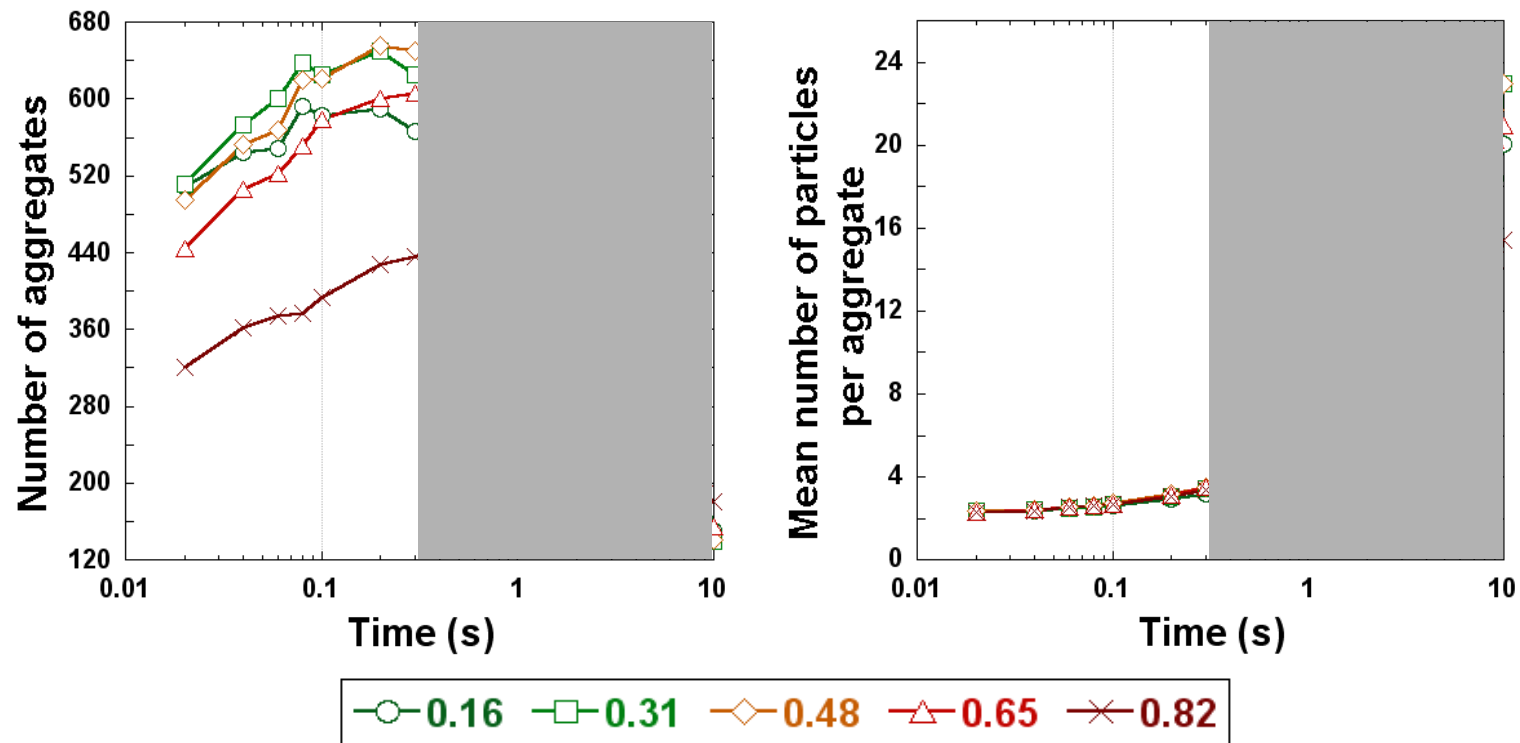 Number of aggregates
680
600
520
440
360
280
200
120
0.01 0.1 1 10
Time (s)
Mean number of particles
per aggregate
24
20
16
12
8
4
0
0.01 0.1 1 10
Time (s)
0.16 0.31 0.48 0.65 0.82